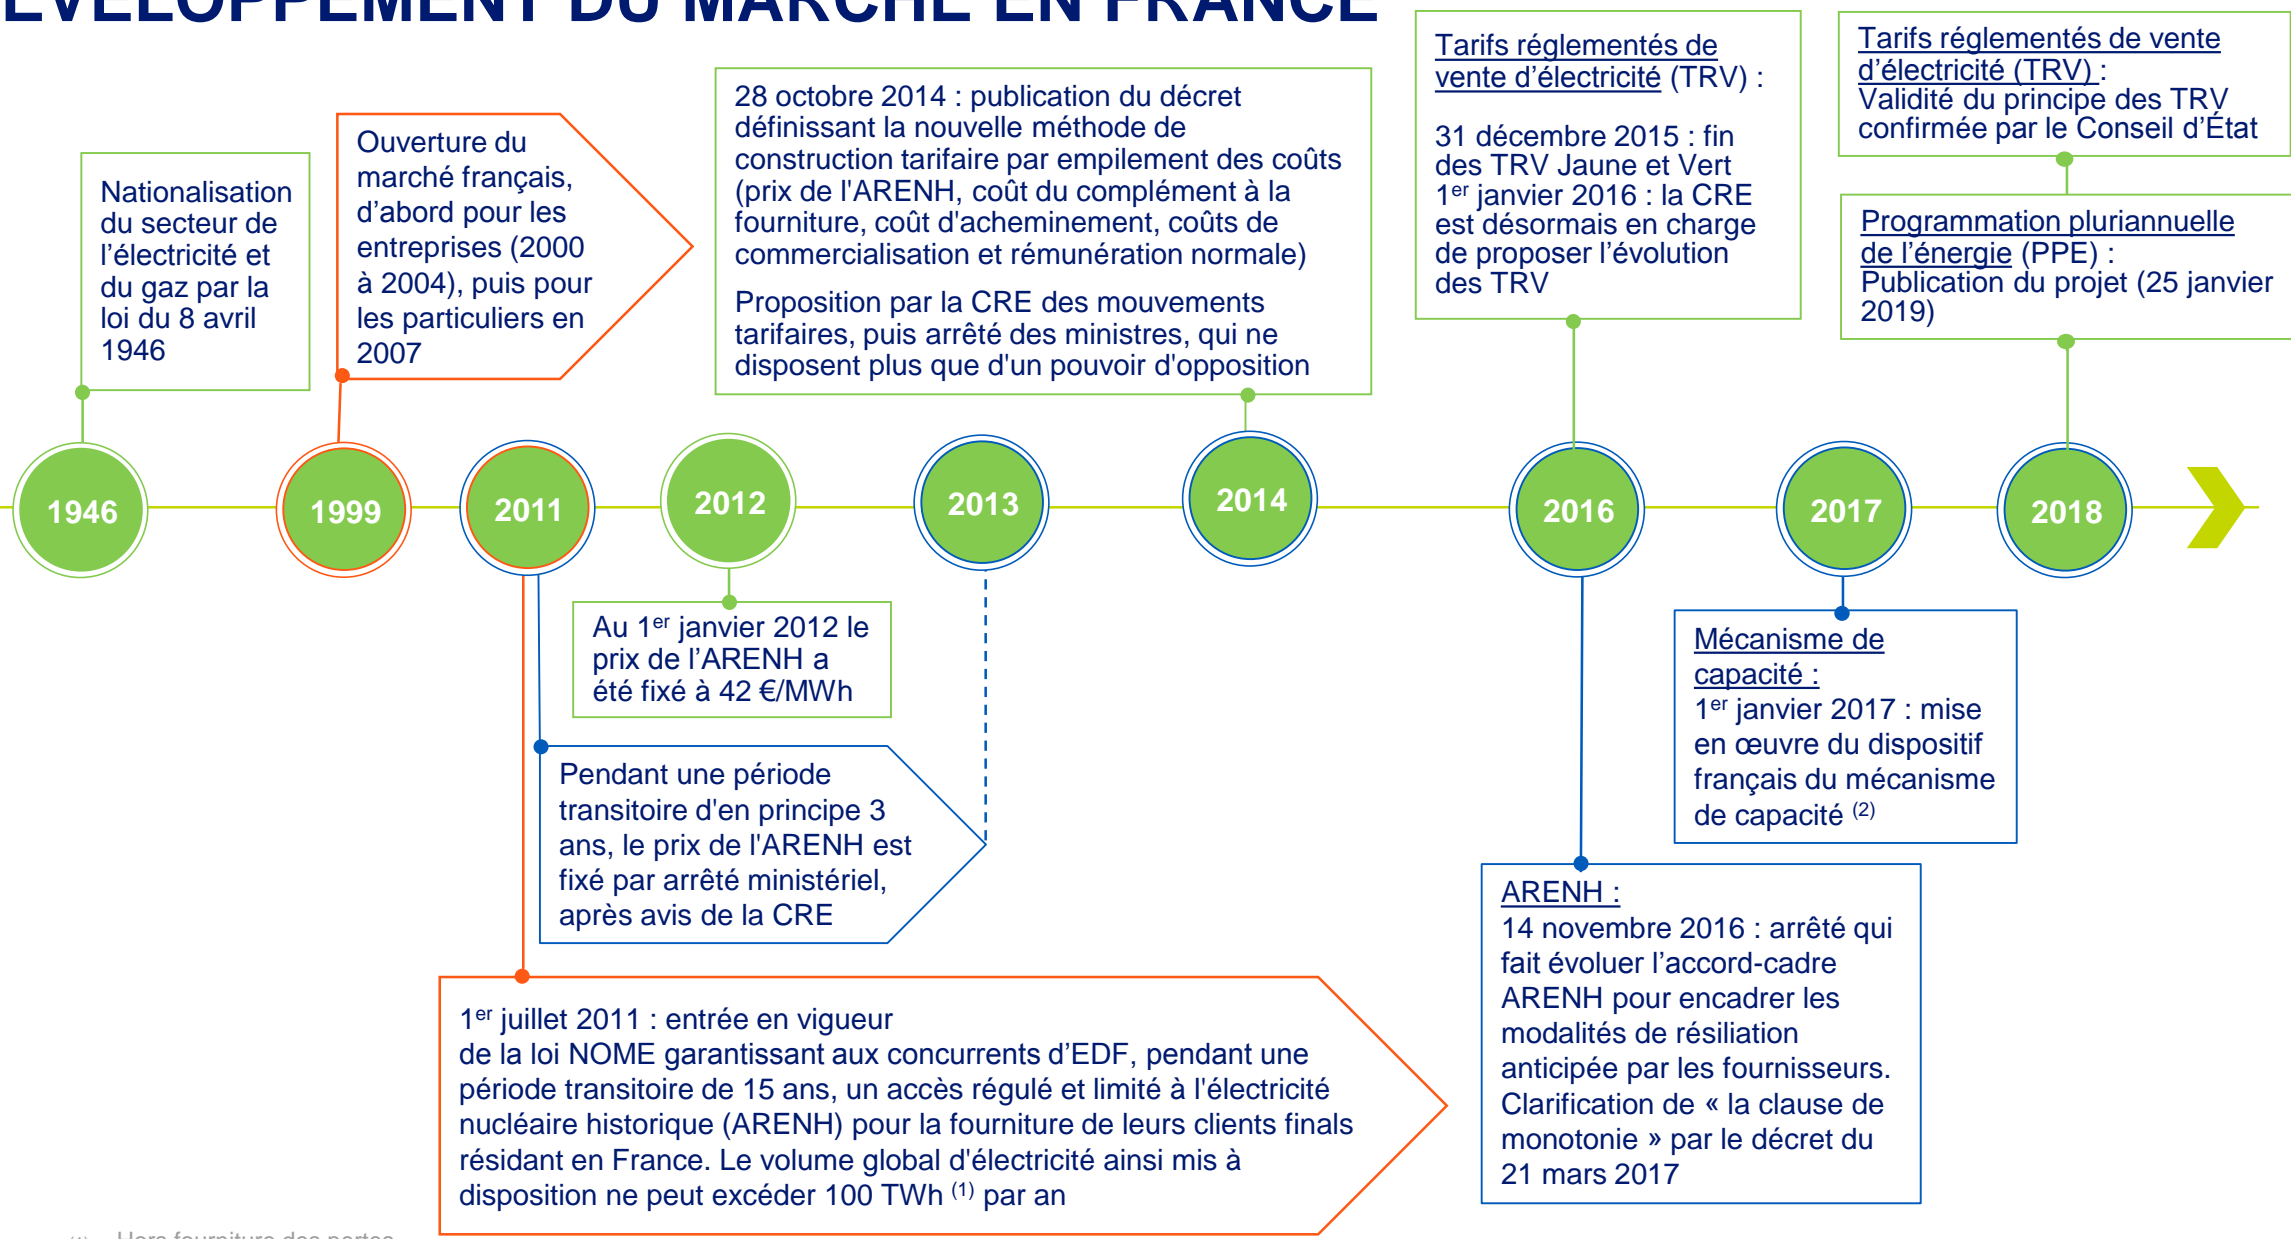 DÉVELOPPEMENT DU MARCHÉ EN FRANCE
Nationalisation
du secteur de
l’électricité et
du gaz par la
loi du 8 avril
1946
Ouverture du
marché français,
d’abord pour les
entreprises (2000
à 2004), puis pour
les particuliers en
2007
28 octobre 2014 : publication du décret
définissant la nouvelle méthode de
construction tarifaire par empilement des coûts
(prix de l'ARENH, coût du complément à la
fourniture, coût d'acheminement, coûts de
commercialisation et rémunération normale)
Proposition par la CRE des mouvements
tarifaires, puis arrêté des ministres, qui ne
disposent plus que d'un pouvoir d'opposition
Tarifs réglementés de
vente d’électricité (TRV) :
31 décembre 2015 : fin
des TRV Jaune et Vert
1er janvier 2016 : la CRE
est désormais en charge
de proposer l’évolution
des TRV
Tarifs réglementés de vente
d’électricité (TRV) :
Validité du principe des TRV
confirmée par le Conseil d’État
Programmation pluriannuelle
de l’énergie (PPE) :
Publication du projet (25 janvier
2019)
1946
1999
2011
2012
2013
2014
2016
2017
2018
Au 1er janvier 2012 le
prix de l’ARENH a
été fixé à 42 €/MWh
Pendant une période
transitoire d'en principe 3
ans, le prix de l'ARENH est
fixé par arrêté ministériel,
après avis de la CRE
1er juillet 2011 : entrée en vigueur
de la loi NOME garantissant aux concurrents d’EDF, pendant une
période transitoire de 15 ans, un accès régulé et limité à l'électricité
nucléaire historique (ARENH) pour la fourniture de leurs clients finals
résidant en France. Le volume global d'électricité ainsi mis à
disposition ne peut excéder 100 TWh (1) par an
Mécanisme de
capacité :
1er janvier 2017 : mise
en œuvre du dispositif
français du mécanisme
de capacité (2)
ARENH :
14 novembre 2016 : arrêté qui
fait évoluer l’accord-cadre
ARENH pour encadrer les
modalités de résiliation
anticipée par les fournisseurs.
Clarification de « la clause de
monotonie » par le décret du
21 mars 2017
(1) Hors fourniture des pertes